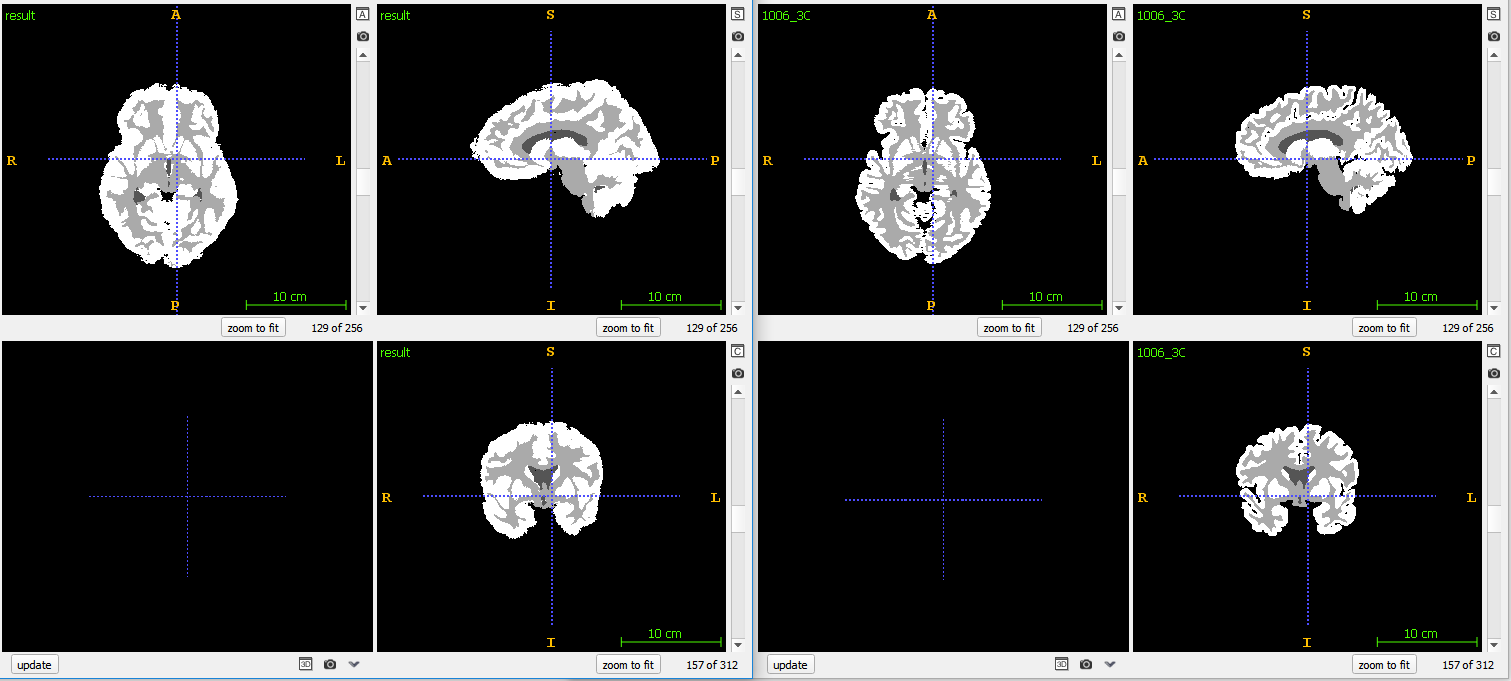 result
A
A
R
L
P
10 cm
zoom to fit
129 of 256
result
S
S
A
P
I
10 cm
zoom to fit
129 of 256
1006_3C
A
A
R
L
P
10 cm
zoom to fit
129 of 256
1006_3C
S
S
A
P
I
10 cm
zoom to fit
129 of 256
update
3D
result
S
C
R
L
I
10 cm
zoom to fit
157 of 312
update
3D
1006_3C
S
C
R
L
I
10 cm
zoom to fit
157 of 312